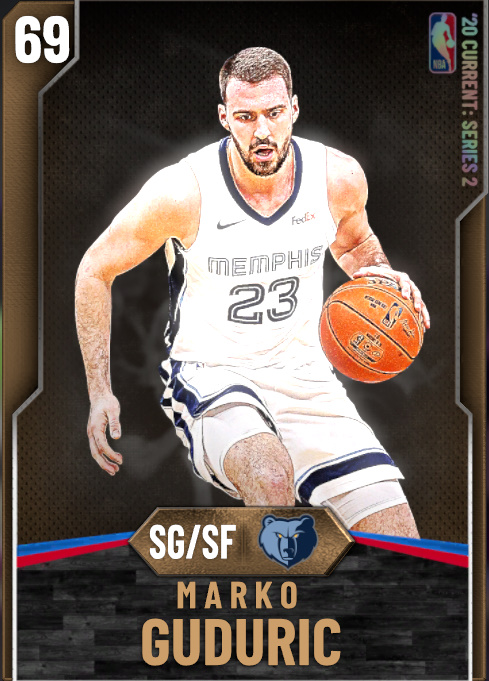 69
NBA
'20 CURRENT: SERIES 2
FedEx
MEMPHIS
23
SG/SF
MARKO
GUDURIC